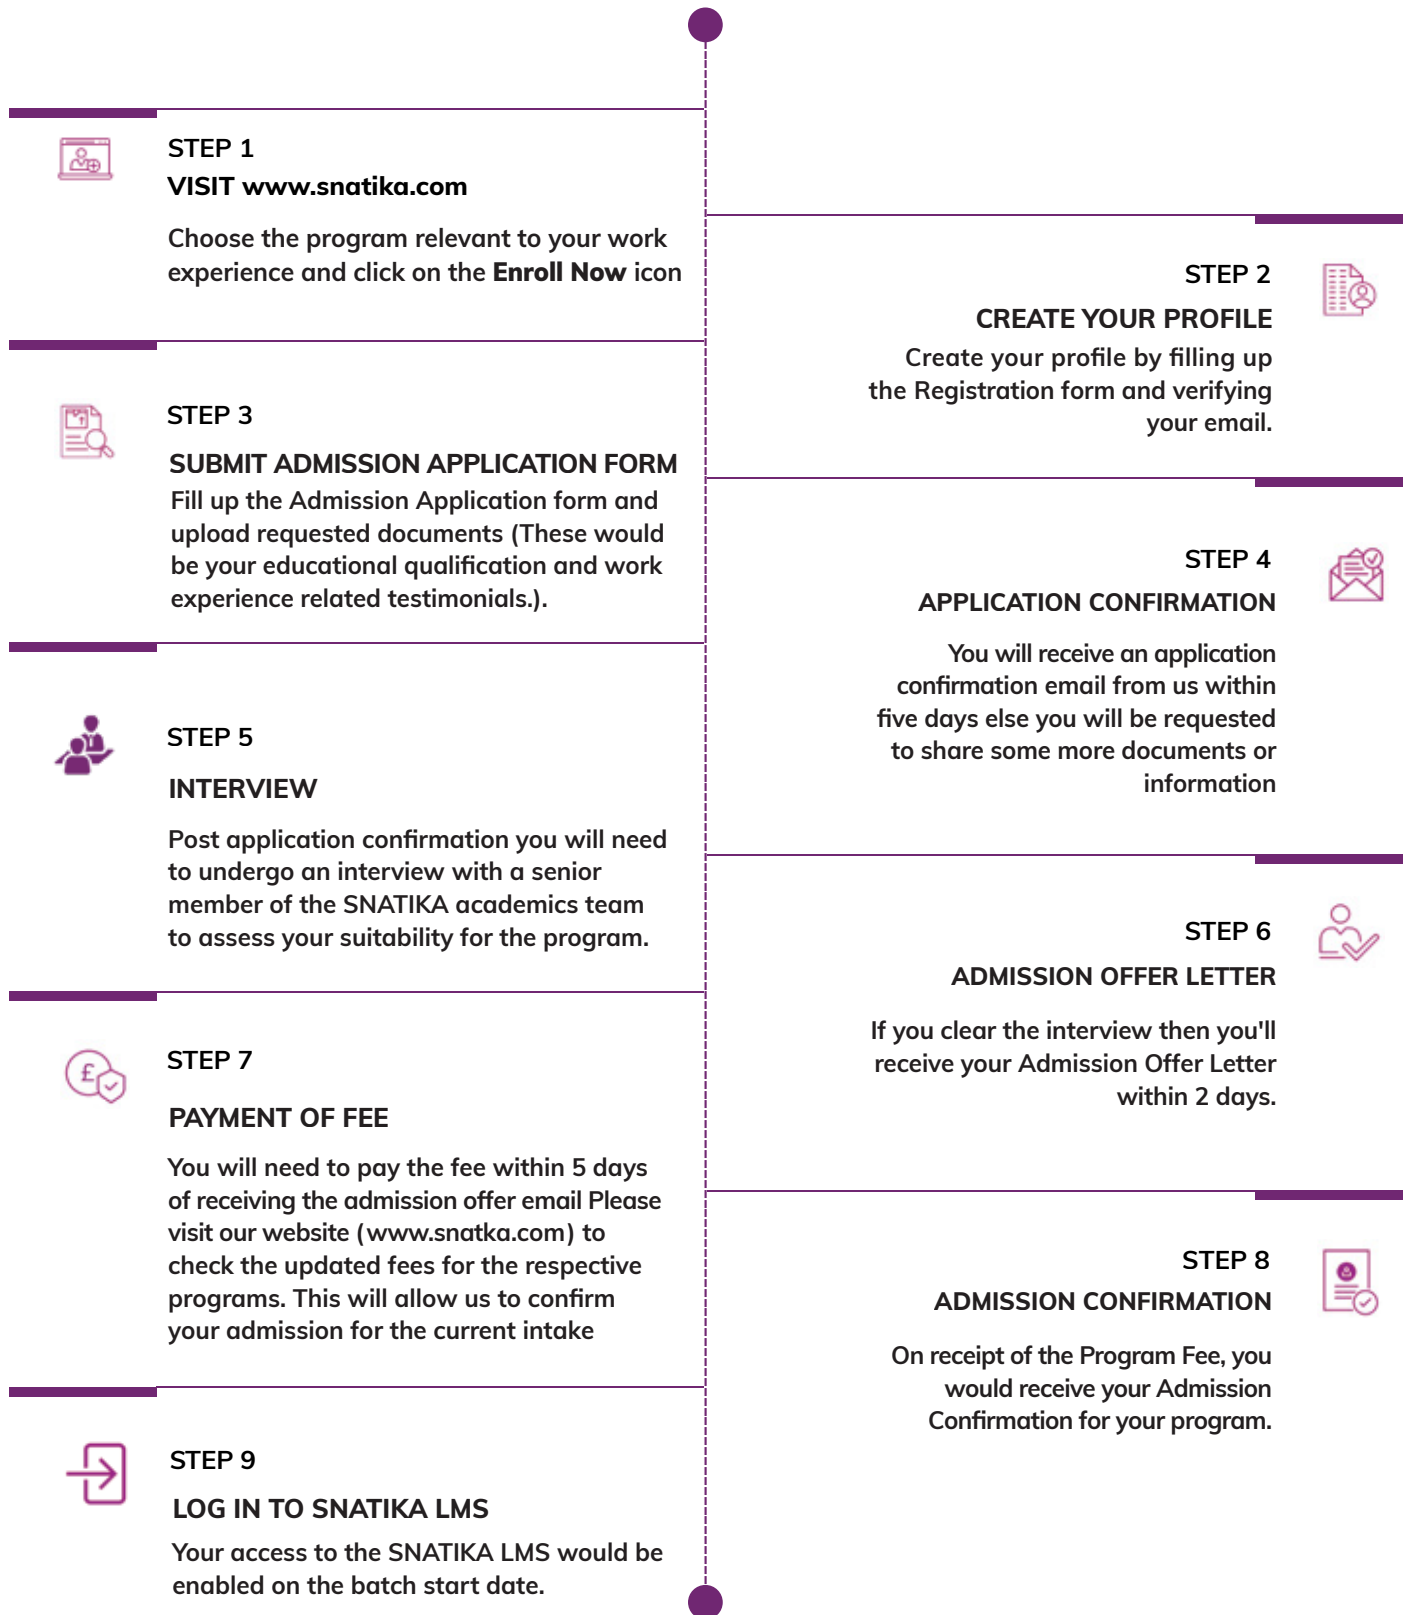 STEP 1
VISIT www.snatika.com
Choose the program relevant to your work
experience and click on the Enroll Now icon
STEP 2
CREATE YOUR PROFILE
Create your profile by filling up
the Registration form and verifying
your email.
STEP 3
SUBMIT ADMISSION APPLICATION FORM
Fill up the Admission Application form and
upload requested documents (These would
be your educational qualification and work
experience related testimonials.).
STEP 4
APPLICATION CONFIRMATION
You will receive an application
confirmation email from us within
five days else you will be requested
to share some more documents or
information
STEP 5
INTERVIEW
Post application confirmation you will need
to undergo an interview with a senior
member of the SNATIKA academics team
to assess your suitability for the program.
STEP 6
ADMISSION OFFER LETTER
If you clear the interview then you'll
receive your Admission Offer Letter
within 2 days.
£
STEP 7
PAYMENT OF FEE
You will need to pay the fee within 5 days
of receiving the admission offer email Please
visit our website (www.snatka.com) to
check the updated fees for the respective
programs. This will allow us to confirm
your admission for the current intake
STEP 8
ADMISSION CONFIRMATION
On receipt of the Program Fee, you
would receive your Admission
Confirmation for your program.
STEP 9
LOG IN TO SNATIKA LMS
Your access to the SNATIKA LMS would be
enabled on the batch start date.